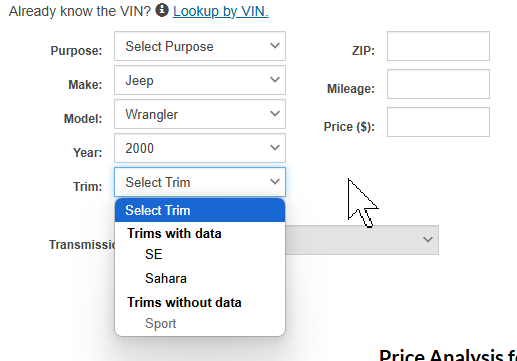 Already know the VIN? Lookup by VIN.
Purpose: Select Purpose ZIP:
Make: Jeep Mileage:
Model: Wrangler Price ($):
Year: 2000
Trim: Select Trim
Select Trim
Trims with data
SE
Sahara
Trims without data
Sport
Price Analysis